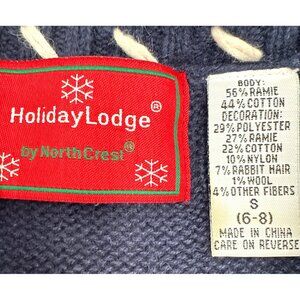 HolidayLodge®
by NorthCrest®
BODY:
56% RAMIE
44% COTTON
DECORATION:
29% POLYESTER
27% RAMIE
22% COTTON
10% NYLON
7% RABBIT HAIR
1% WOOL
4% OTHER FIBERS
S
(6-8)
MADE IN CHINA
CARE ON REVERSE